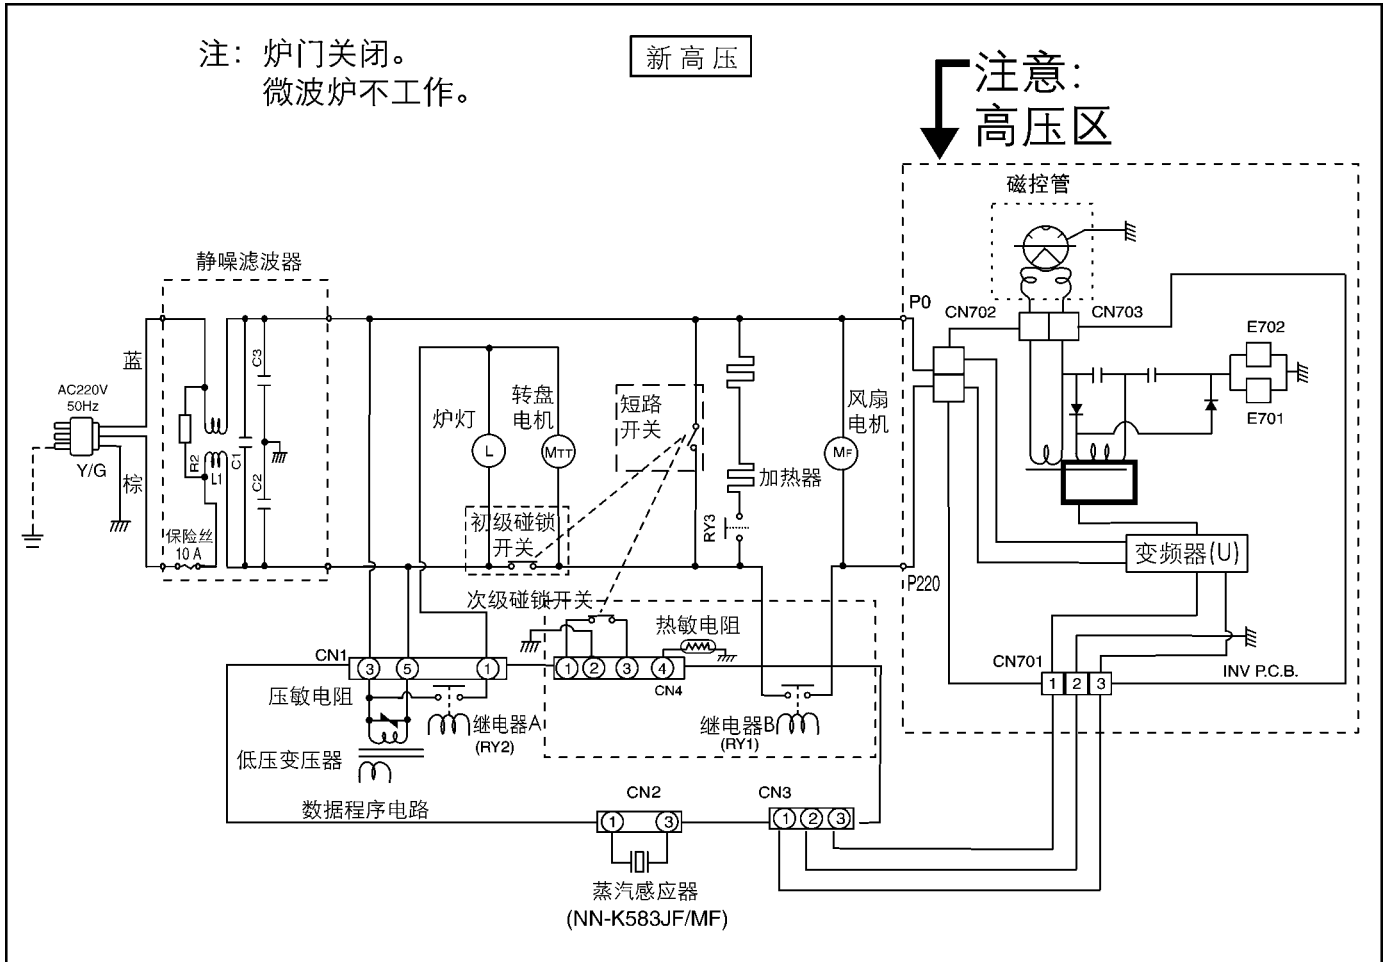 注：炉门关闭。
微波炉不工作。
新高压
注意：
高压区
磁控管
静噪滤波器
P0
CN702
CN703
E702
E701
蓝
AC220V
50Hz
Y/G
棕
R2
L1
C1
C3
C2
保险丝
10 A
炉灯
L
转盘
电机
MTT
短路
开关
加热器
RY3
风扇
电机
MF
初级碰锁
开关
变频器(U)
P220
次级碰锁开关
热敏电阻
CN1
3
5
1
1
2
3
4
CN4
CN701
1
2
3
INV P.C.B.
压敏电阻
继电器A
(RY2)
继电器B
(RY1)
低压变压器
数据程序电路
CN2
1
3
CN3
1
2
3
蒸汽感应器
(NN-K583JF/MF)